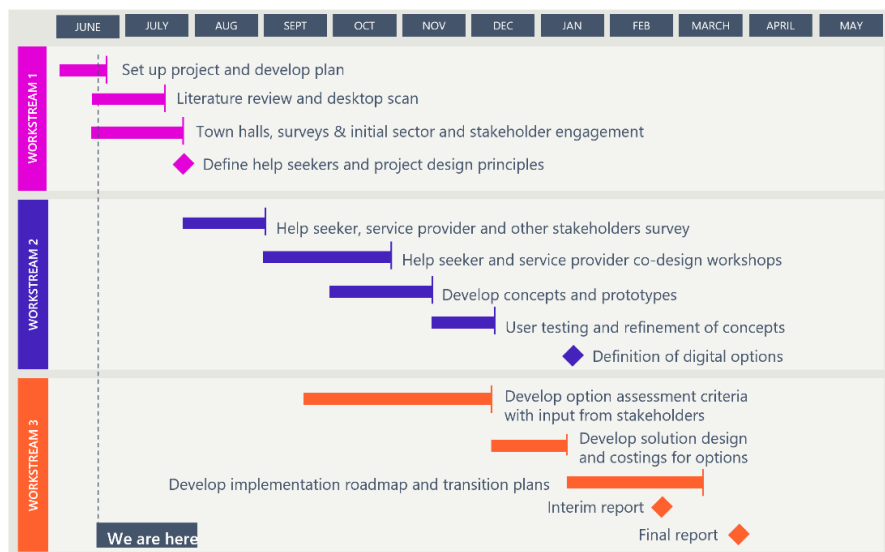 JUNE JULY AUG SEPT OCT NOV DEC JAN FEB MARCH APRIL MAY
WORKSTREAM 1
Set up project and develop plan
Literature review and desktop scan
Town halls, surveys & initial sector and stakeholder engagement
Define help seekers and project design principles
WORKSTREAM 2
Help seeker, service provider and other stakeholders survey
Help seeker and service provider co-design workshops
Develop concepts and prototypes
User testing and refinement of concepts
Definition of digital options
WORKSTREAM 3
Develop option assessment criteria
with input from stakeholders
Develop solution design
and costings for options
Develop implementation roadmap and transition plans
Interim report
Final report
We are here